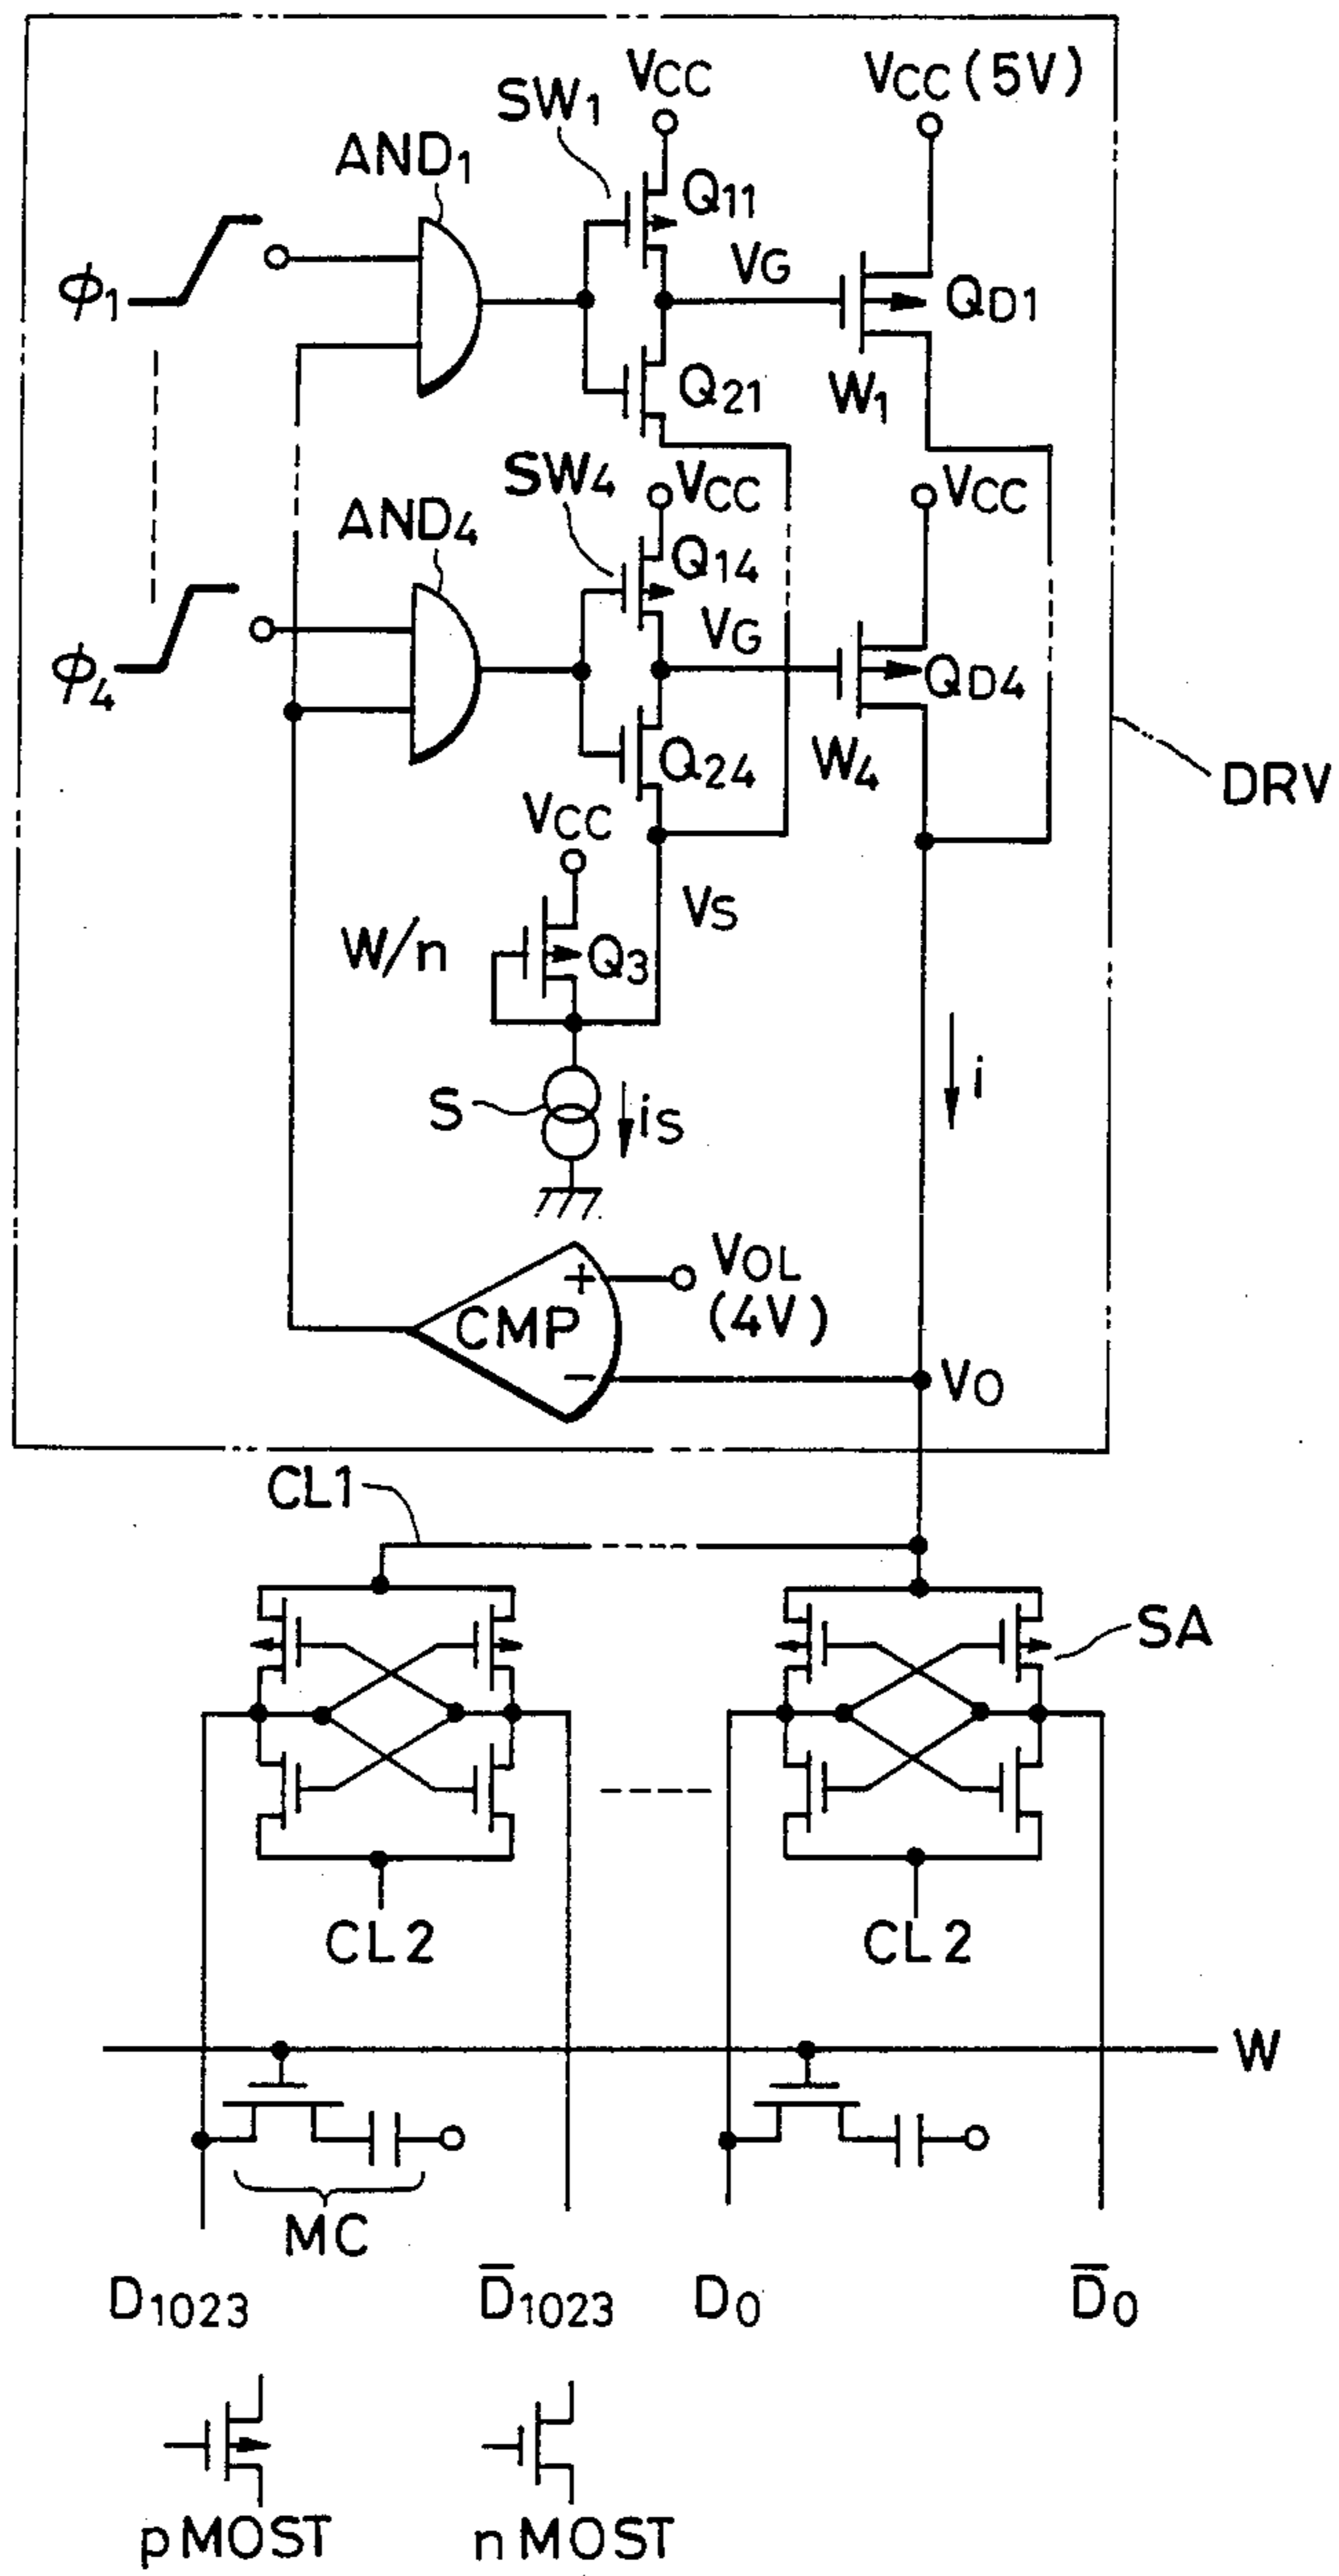 VCC
VCC (5V)
SW1
AND1
Q11
ϕ1
VG
QD1
Q21
W1
SW4
VCC
VCC
AND4
Q14
VG
ϕ4
QD4
Q24
W4
DRV
VCC
VS
W/n
Q3
i
S
is
VOL
+
(4V)
CMP
−
VO
CL1
SA
CL2
CL2
W
MC
D1023
D̅1023
D0
D̅0
pMOST
nMOST